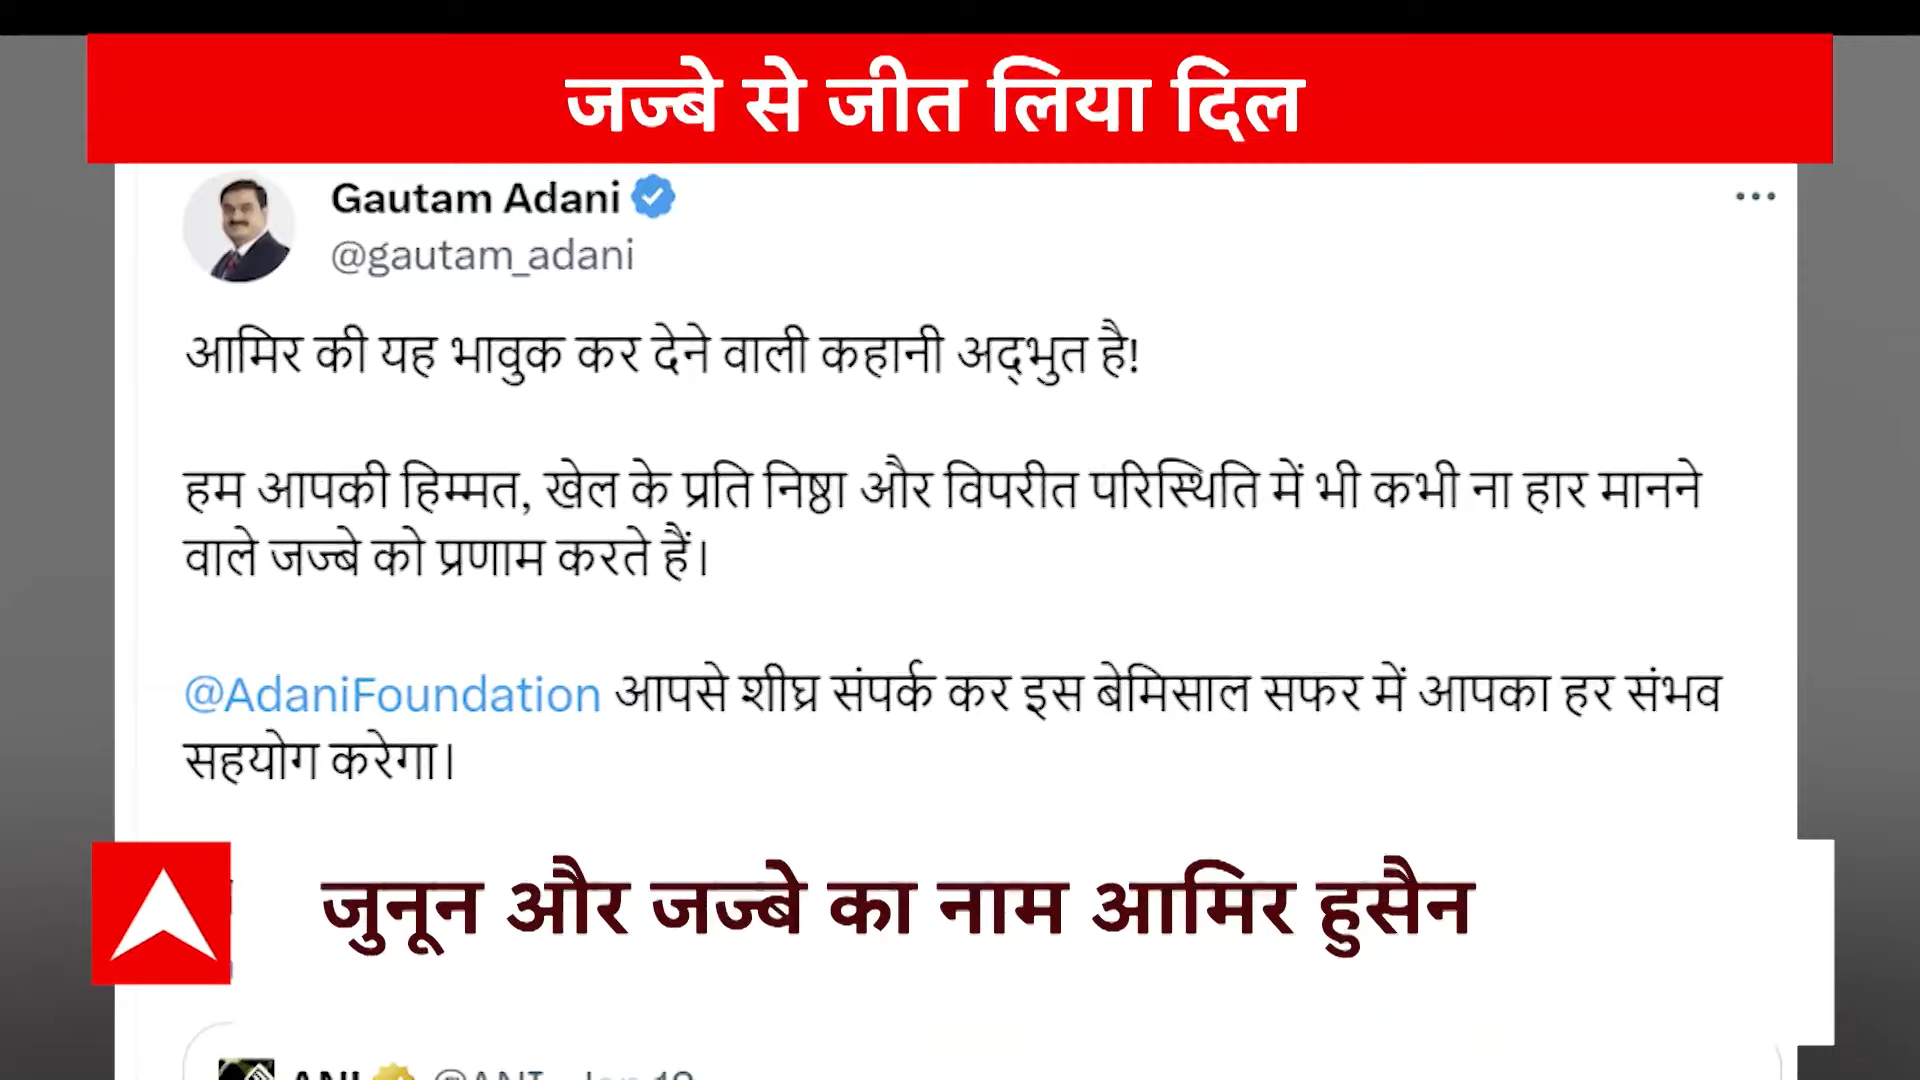 जज्बे से जीत लिया दिल
Gautam Adani
@gautam_adani
आमिर की यह भावुक कर देने वाली कहानी अद्भुत है!
हम आपकी हिम्मत, खेल के प्रति निष्ठा और विपरीत परिस्थिति में भी कभी ना हार मानने
वाले जज्बे को प्रणाम करते हैं।
@AdaniFoundation आपसे शीघ्र संपर्क कर इस बेमिसाल सफर में आपका हर संभव
सहयोग करेगा।
जुनून और जज्बे का नाम आमिर हुसैन
ANI @ANI